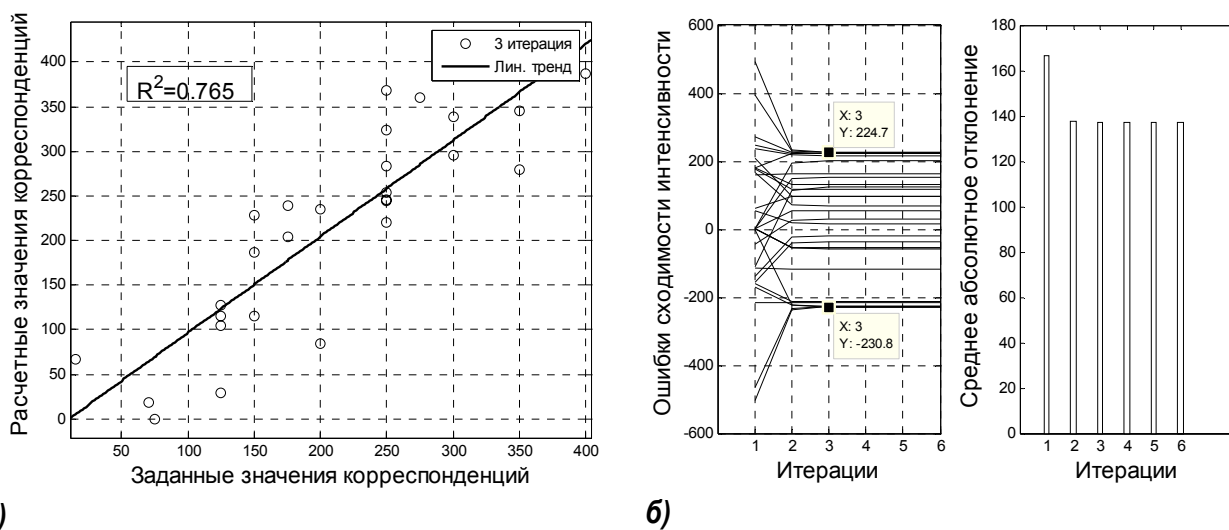 Расчетные значения корреспонденций
400
350
300
250
200
150
100
50
0
R²=0.765
3 итерация
Лин. тренд
50 100 150 200 250 300 350 400
Заданные значения корреспонденций
)
Ошибки сходимости интенсивности
600
400
200
0
-200
-400
-600
X: 3
Y: 224.7
X: 3
Y: -230.8
1 2 3 4 5 6
Итерации
Среднее абсолютное отклонение
180
160
140
120
100
80
60
40
20
0
1 2 3 4 5 6
Итерации
б)